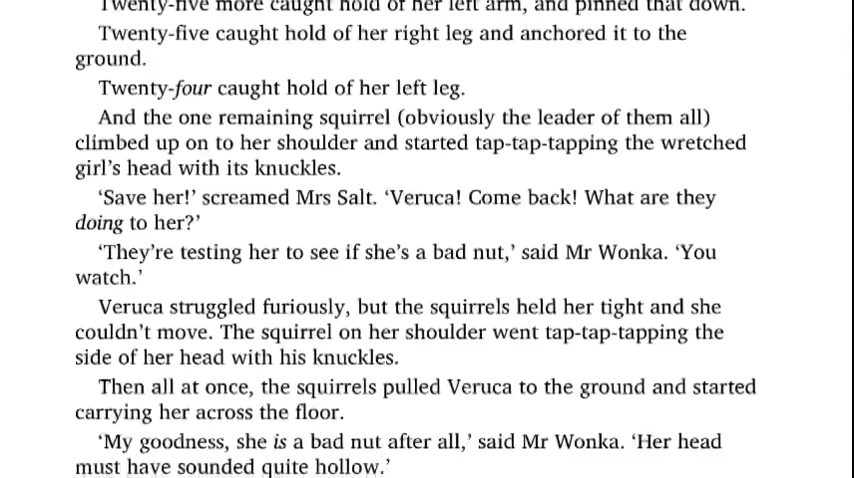 Twenty-five more caught hold of her left arm, and pinned that down.
Twenty-five caught hold of her right leg and anchored it to the
ground.
Twenty-four caught hold of her left leg.
And the one remaining squirrel (obviously the leader of them all)
climbed up on to her shoulder and started tap-tap-tapping the wretched
girl’s head with its knuckles.
‘Save her!’ screamed Mrs Salt. ‘Veruca! Come back! What are they
doing to her?’
‘They’re testing her to see if she’s a bad nut,’ said Mr Wonka. ‘You
watch.’
Veruca struggled furiously, but the squirrels held her tight and she
couldn’t move. The squirrel on her shoulder went tap-tap-tapping the
side of her head with his knuckles.
Then all at once, the squirrels pulled Veruca to the ground and started
carrying her across the floor.
‘My goodness, she is a bad nut after all,’ said Mr Wonka. ‘Her head
must have sounded quite hollow.’